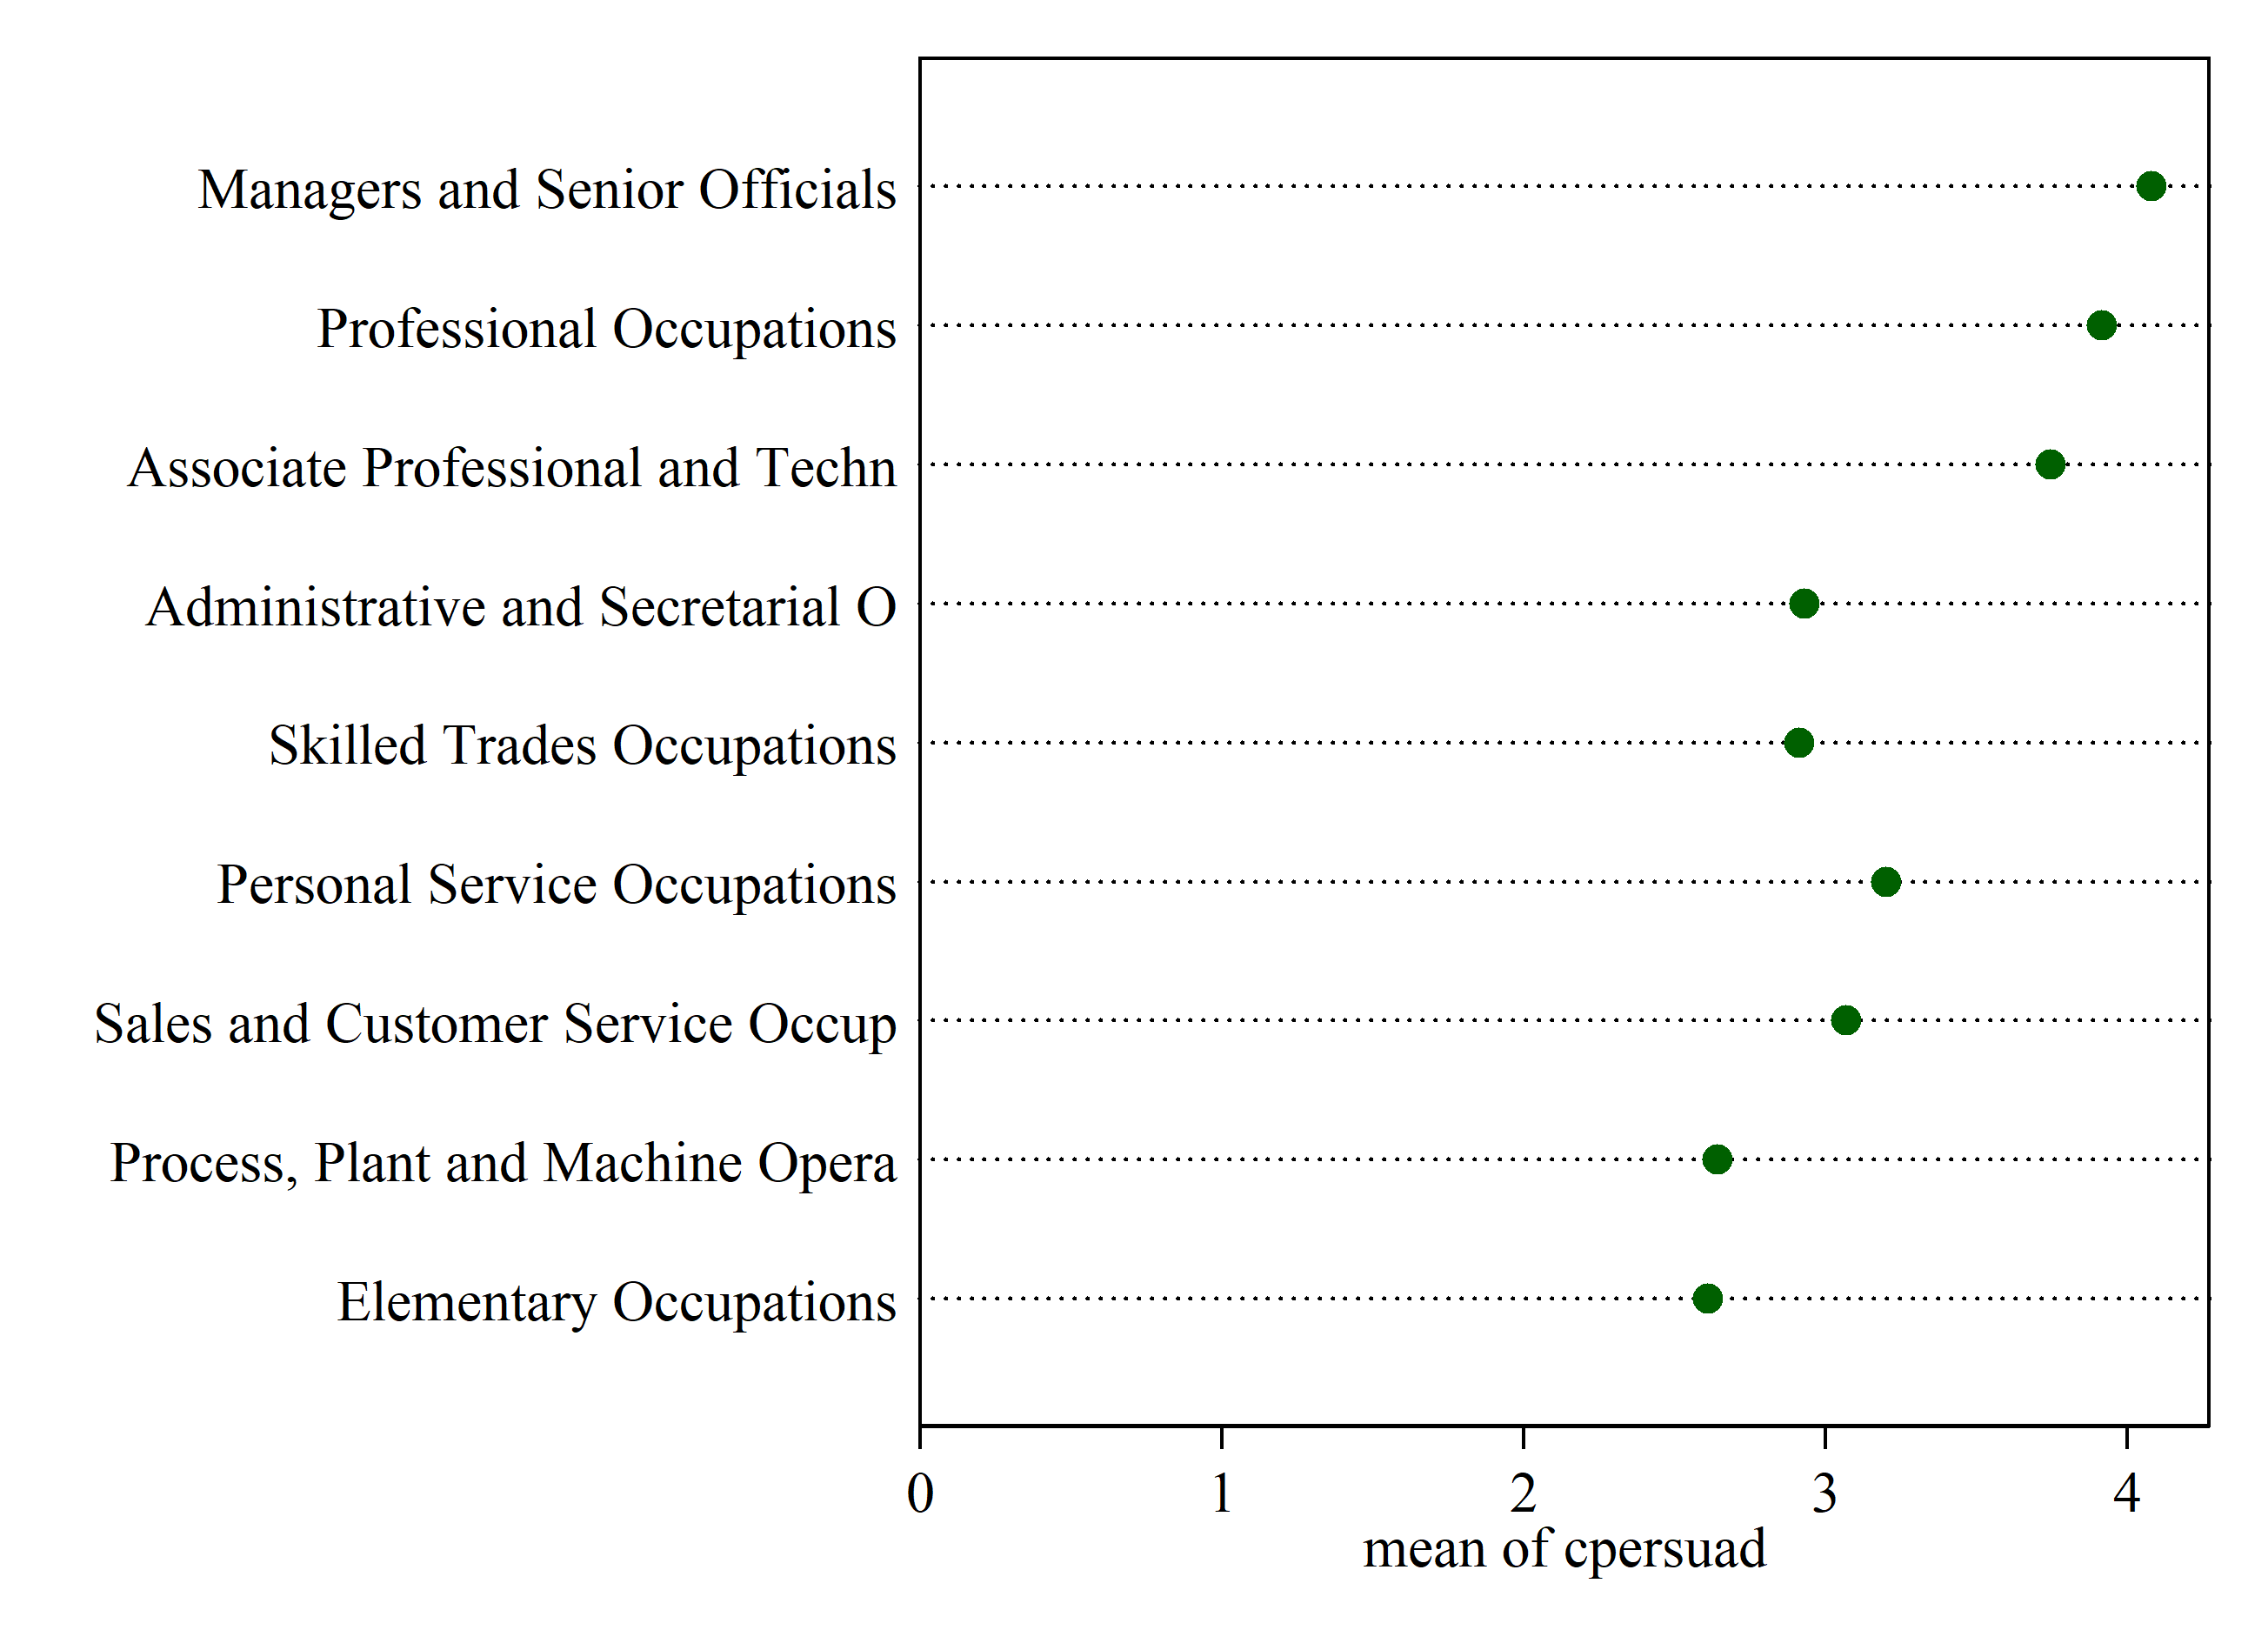 Managers and Senior Officials
Professional Occupations
Associate Professional and Techn
Administrative and Secretarial O
Skilled Trades Occupations
Personal Service Occupations
Sales and Customer Service Occup
Process, Plant and Machine Opera
Elementary Occupations
0 1 2 3 4
mean of cpersuad